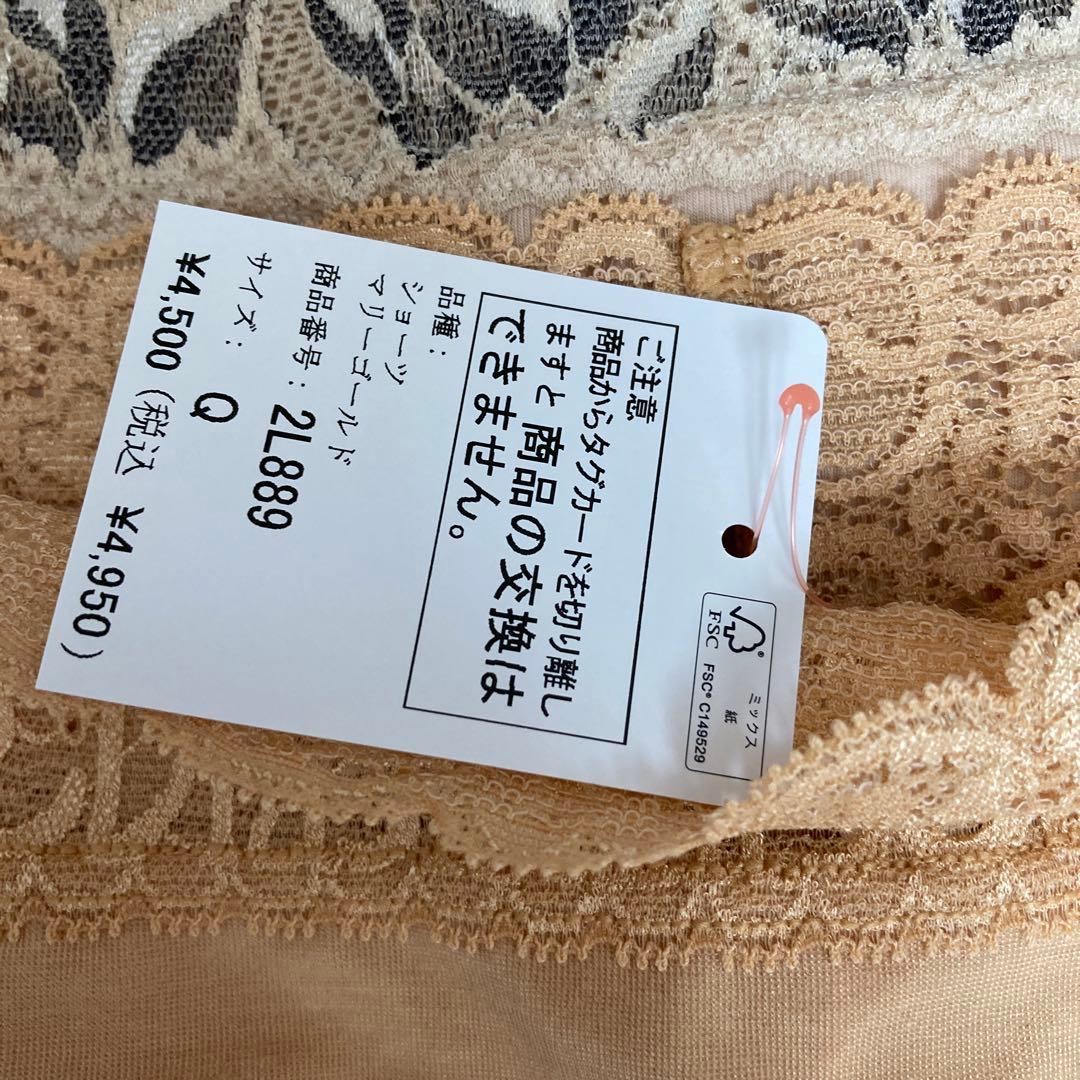 ミックス
紙
FSC® C149529
FSC
ご注意
商品からタグカードを切り離し
ますと商品の交換は
できません。
品種：
ショーツ
マリーゴールド
商品番号：2L889
サイズ： Q
¥4,500（税込 ¥4,950）